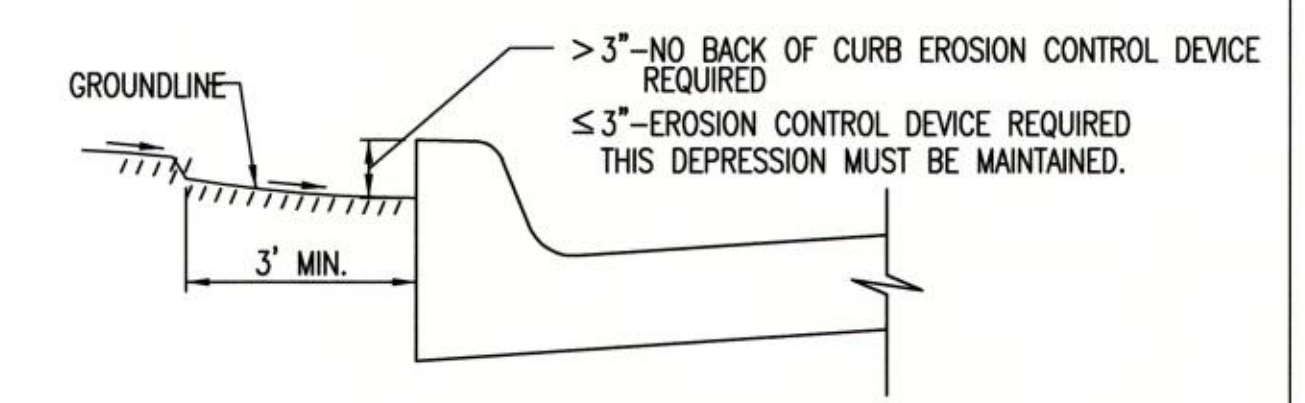 >3"-NO BACK OF CURB EROSION CONTROL DEVICE
REQUIRED
GROUNDLINE
≤3"-EROSION CONTROL DEVICE REQUIRED
THIS DEPRESSION MUST BE MAINTAINED.
3' MIN.